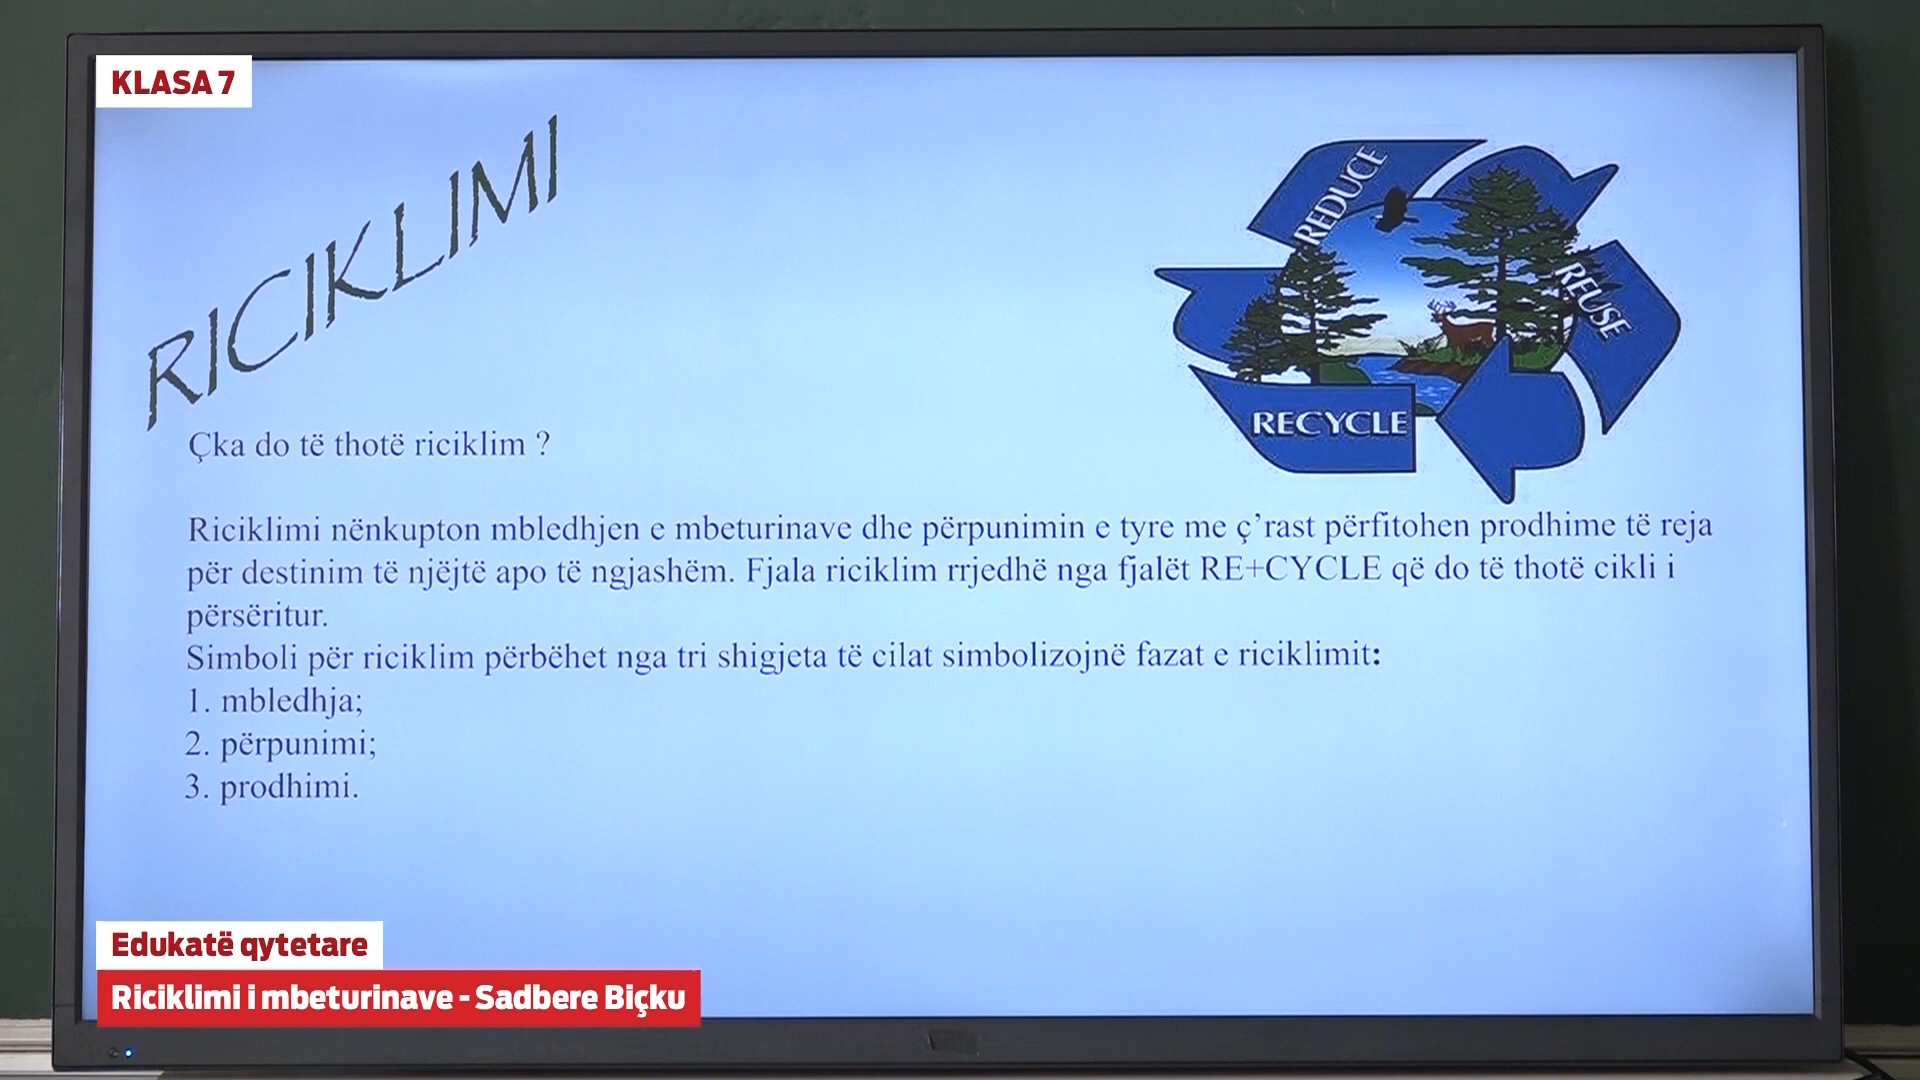 KLASA 7
RICIKLIMI
REDUCE
REUSE
RECYCLE
Çka do të thotë riciklim ?
Riciklimi nënkupton mbledhjen e mbeturinave dhe përpunimin e tyre me ç’rast përfitohen prodhime të reja
për destinim të njëjtë apo të ngjashëm. Fjala riciklim rrjedhë nga fjalët RE+CYCLE që do të thotë cikli i
përsëritur.
Simboli për riciklim përbëhet nga tri shigjeta të cilat simbolizojnë fazat e riciklimit:
1. mbledhja;
2. përpunimi;
3. prodhimi.
Edukatë qytetare
Riciklimi i mbeturinave - Sadbere Biçku